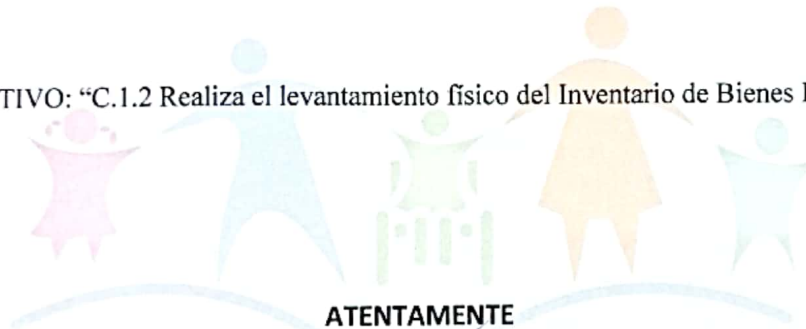 TIVO: “C.1.2 Realiza el levantamiento físico del Inventario de Bienes
ATENTAMENTE